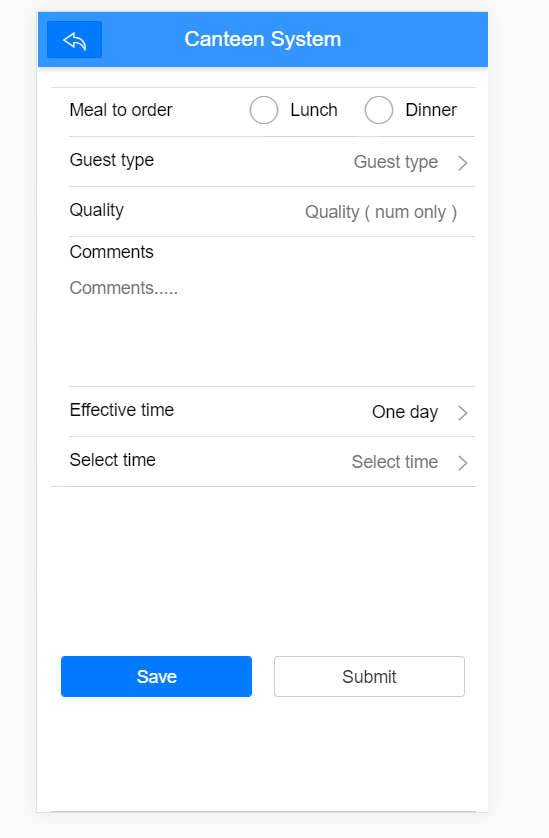 Canteen System
Meal to order Lunch Dinner
Guest type Guest type
Quality Quality ( num only )
Comments
Comments.....
Effective time One day
Select time Select time
Save Submit